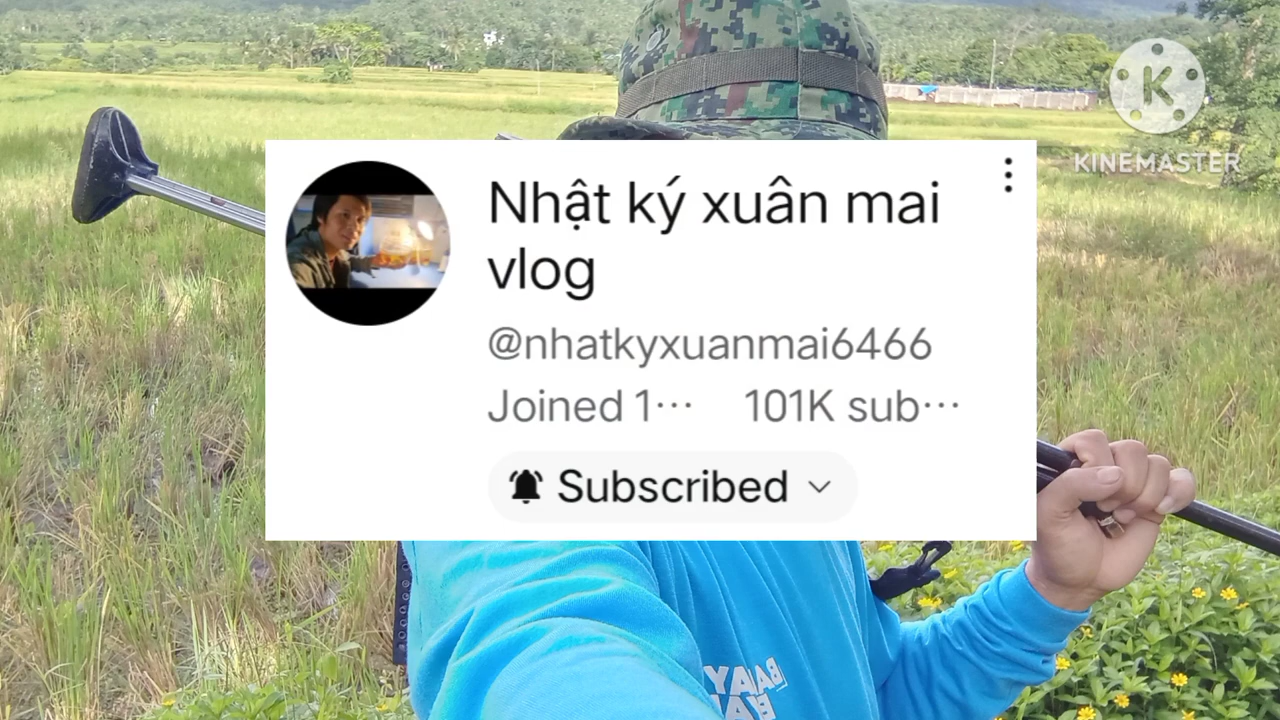 K
KINEMASTER
Nhật ký xuân mai
vlog
@nhatkyxuanmai6466
Joined 1... 101K sub...
Subscribed